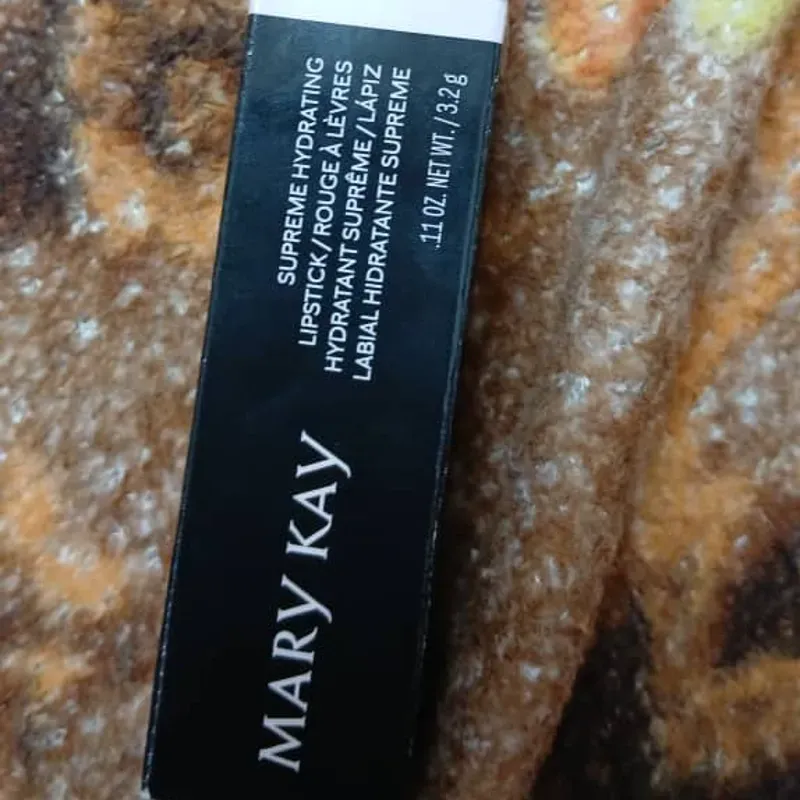 SUPREME HYDRATING
LIPSTICK / ROUGE À LÈVRES
HYDRATANT SUPRÊME / LÁPIZ
LABIAL HIDRATANTE SUPREME
.11 OZ. NET WT. / 3.2 g
MARY KAY